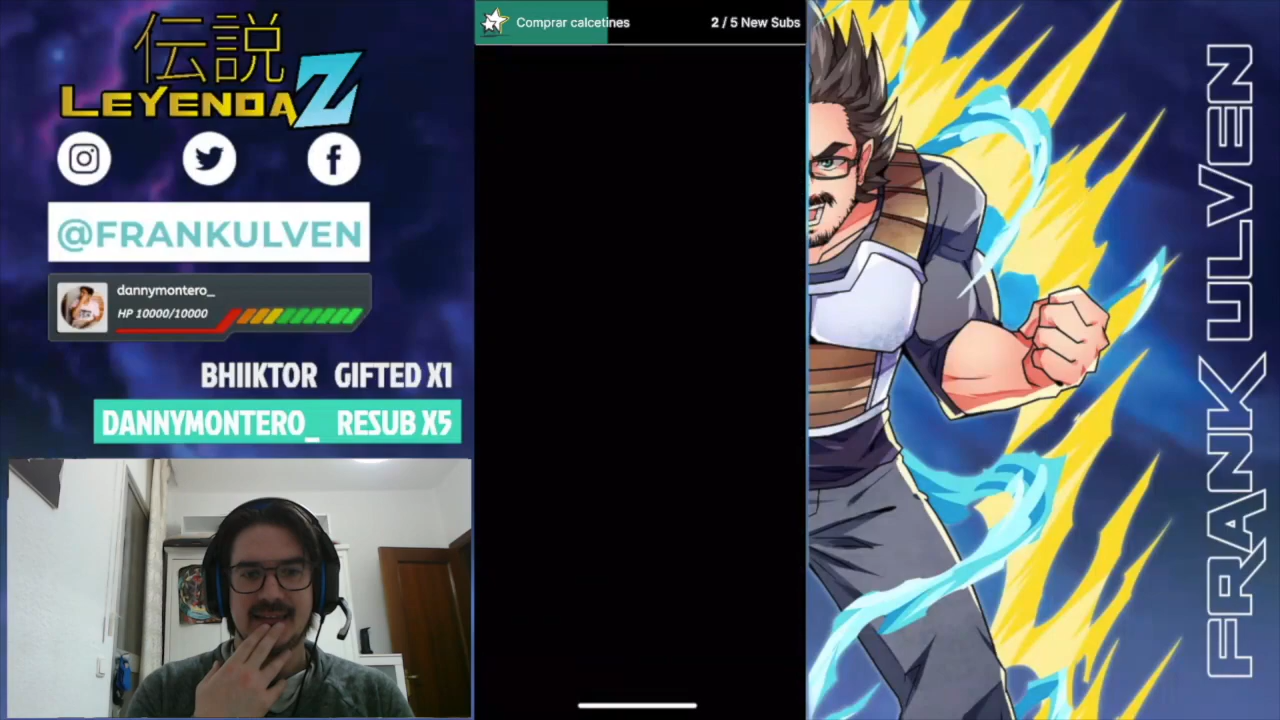 伝説
LEYENDA Z
@FRANKULVEN
dannymontero_
HP 10000/10000
BHIIKTOR GIFTED X1
DANNYMONTERO_ RESUB X5
Comprar calcetines 2 / 5 New Subs
FRANK ULVEN